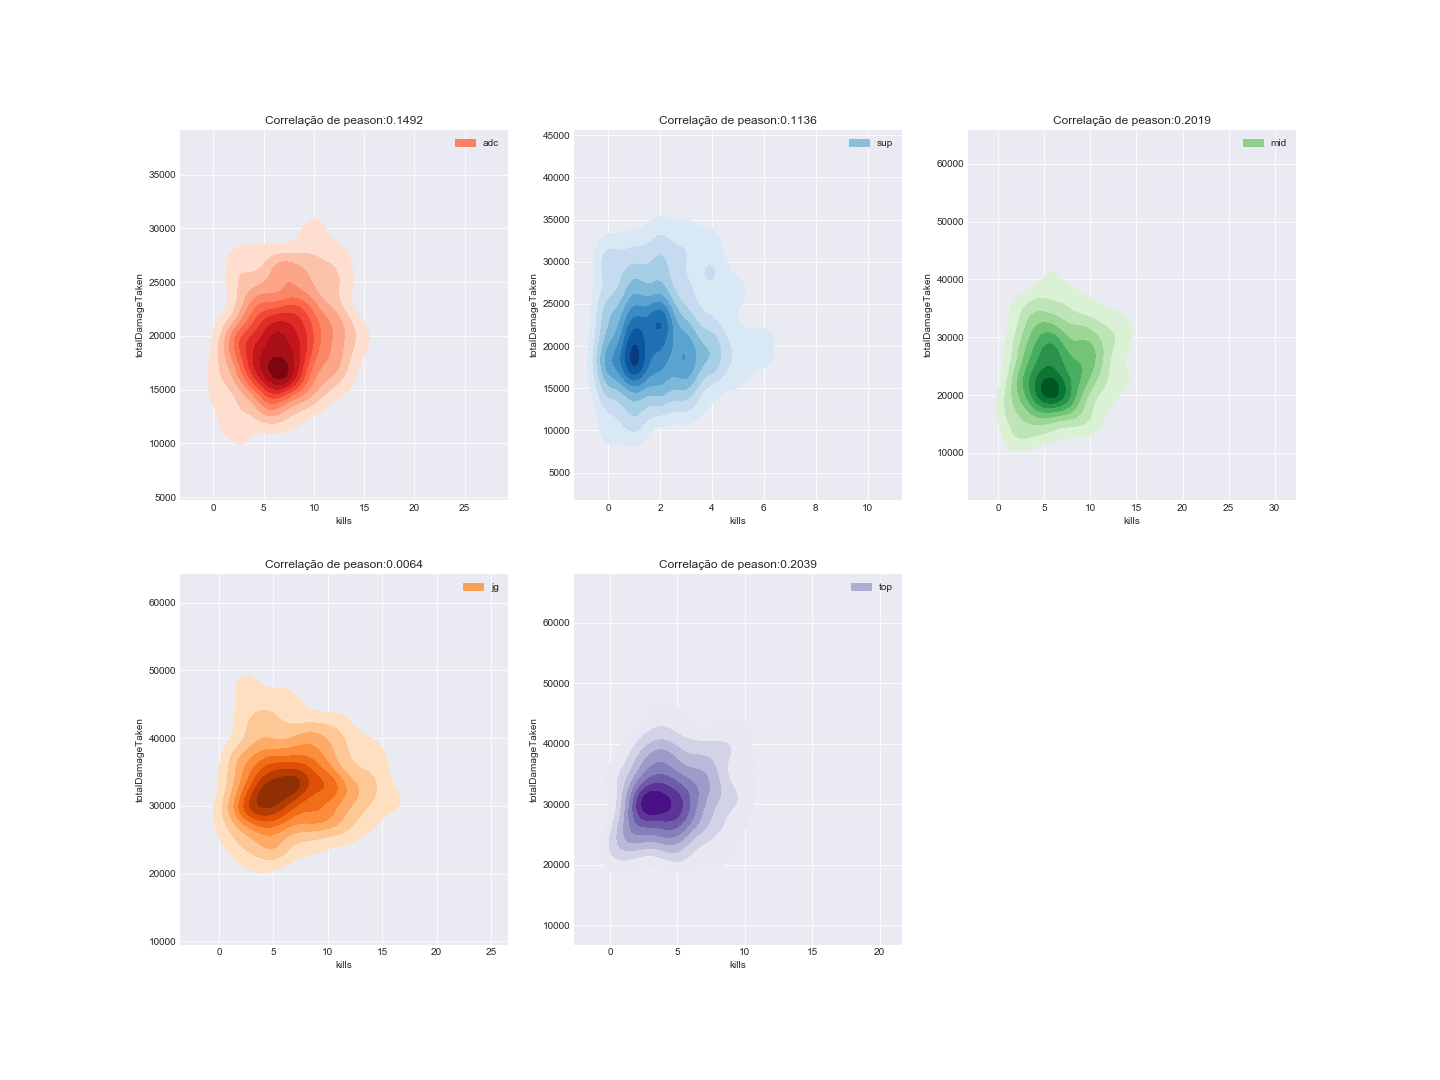 Correlação de peason:0.1492
adc
35000
30000
25000
20000
15000
10000
5000
totalDamageTaken
0 5 10 15 20 25
kills
Correlação de peason:0.1136
sup
45000
40000
35000
30000
25000
20000
15000
10000
5000
totalDamageTaken
0 2 4 6 8 10
kills
Correlação de peason:0.2019
mid
60000
50000
40000
30000
20000
10000
totalDamageTaken
0 5 10 15 20 25 30
kills
Correlação de peason:0.0064
jg
60000
50000
40000
30000
20000
10000
totalDamageTaken
0 5 10 15 20 25
kills
Correlação de peason:0.2039
top
60000
50000
40000
30000
20000
10000
totalDamageTaken
0 5 10 15 20
kills